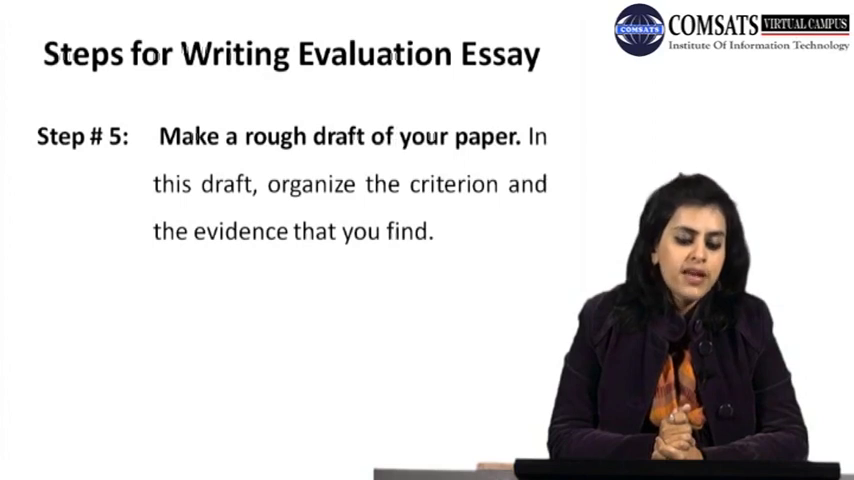 COMSATS VIRTUAL CAMPUS
COMSATS
Institute Of Information Technology
Steps for Writing Evaluation Essay
Step # 5: Make a rough draft of your paper. In
this draft, organize the criterion and
the evidence that you find.